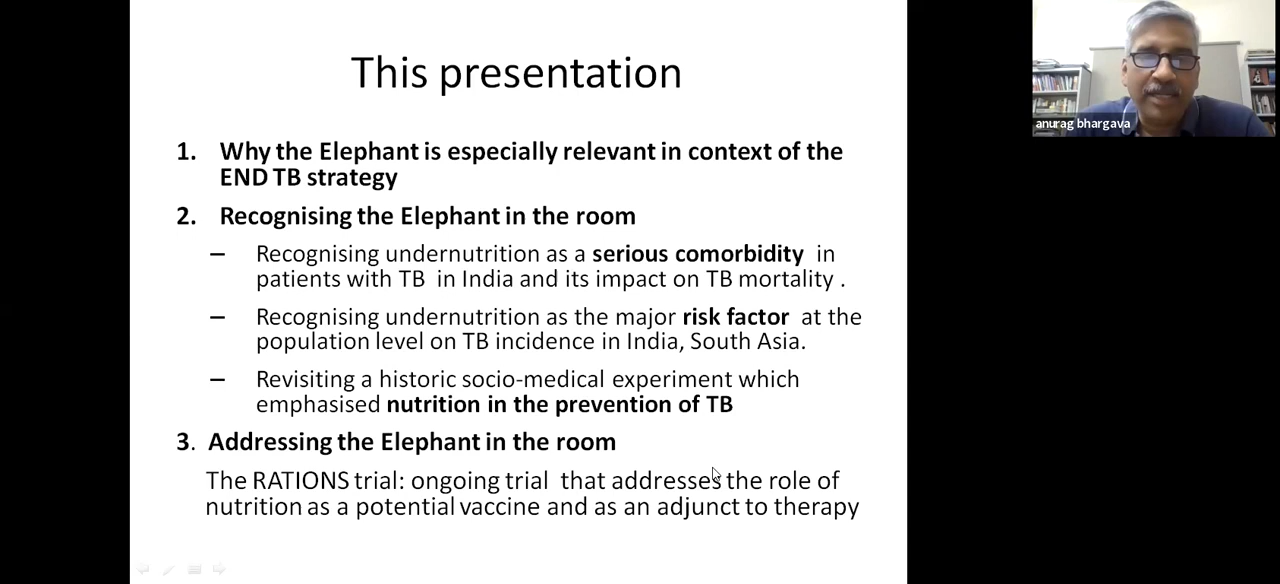 This presentation
anurag bhargava
1. Why the Elephant is especially relevant in context of the
END TB strategy
2. Recognising the Elephant in the room
– Recognising undernutrition as a serious comorbidity in
patients with TB in India and its impact on TB mortality .
– Recognising undernutrition as the major risk factor at the
population level on TB incidence in India, South Asia.
– Revisiting a historic socio-medical experiment which
emphasised nutrition in the prevention of TB
3. Addressing the Elephant in the room
The RATIONS trial: ongoing trial that addresses the role of
nutrition as a potential vaccine and as an adjunct to therapy